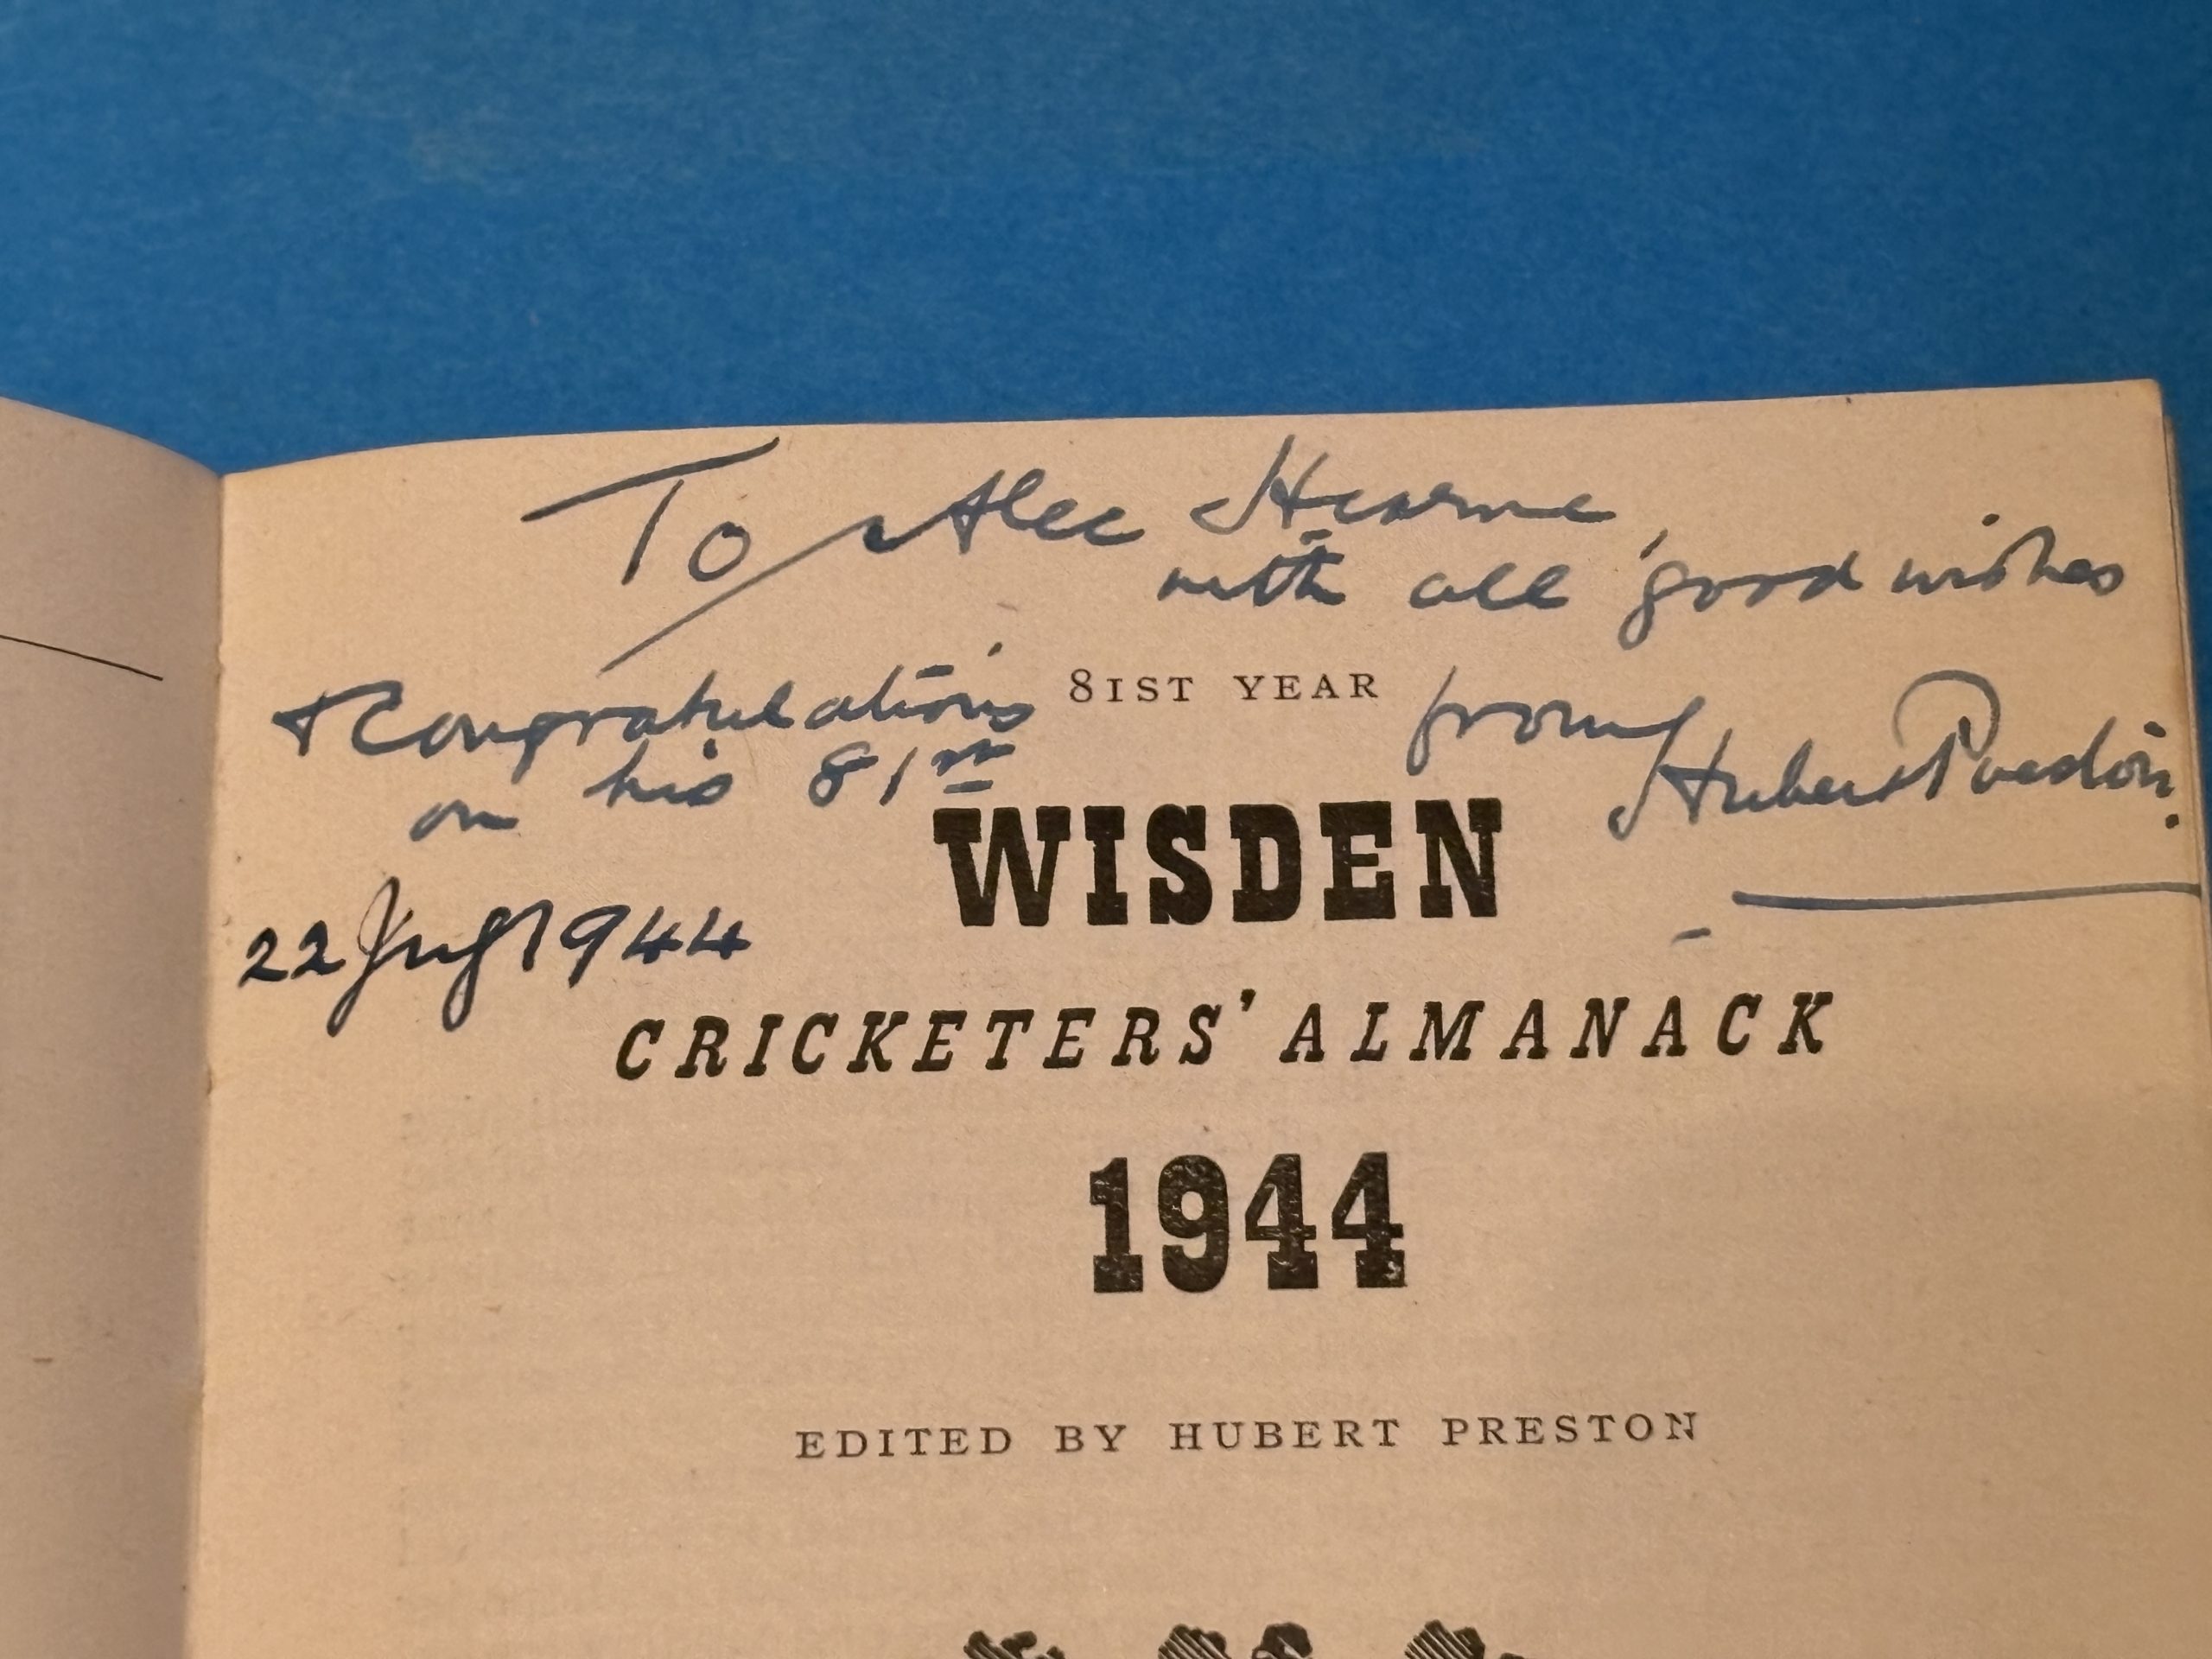 To Alec Hearne,
with all good wishes
& Congratulations
on his 81st
81ST YEAR
from
Hubert Preston.
22 July 1944
WISDEN
CRICKETERS' ALMANACK
1944
EDITED BY HUBERT PRESTON